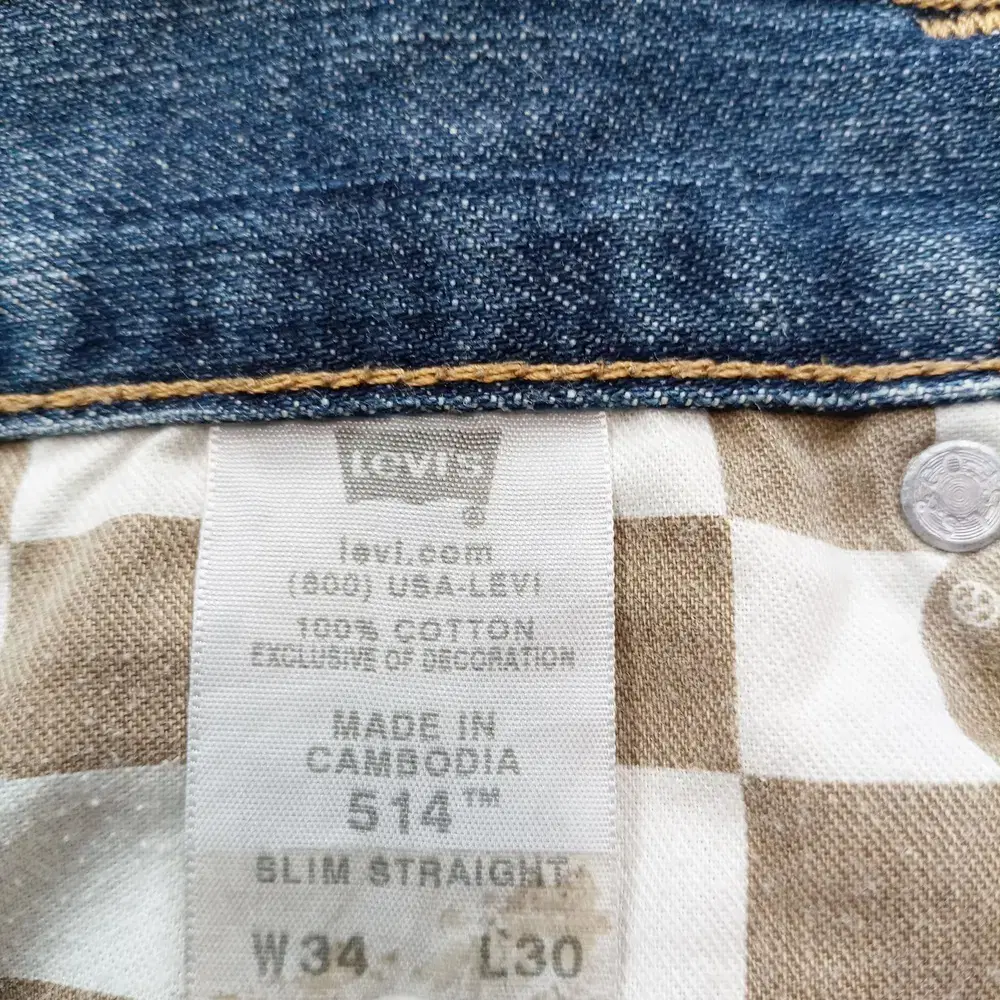 LEVI'S
®
levi.com
(800) USA-LEVI
100% COTTON
EXCLUSIVE OF DECORATION
MADE IN
CAMBODIA
514™
SLIM STRAIGHT
W34 L30